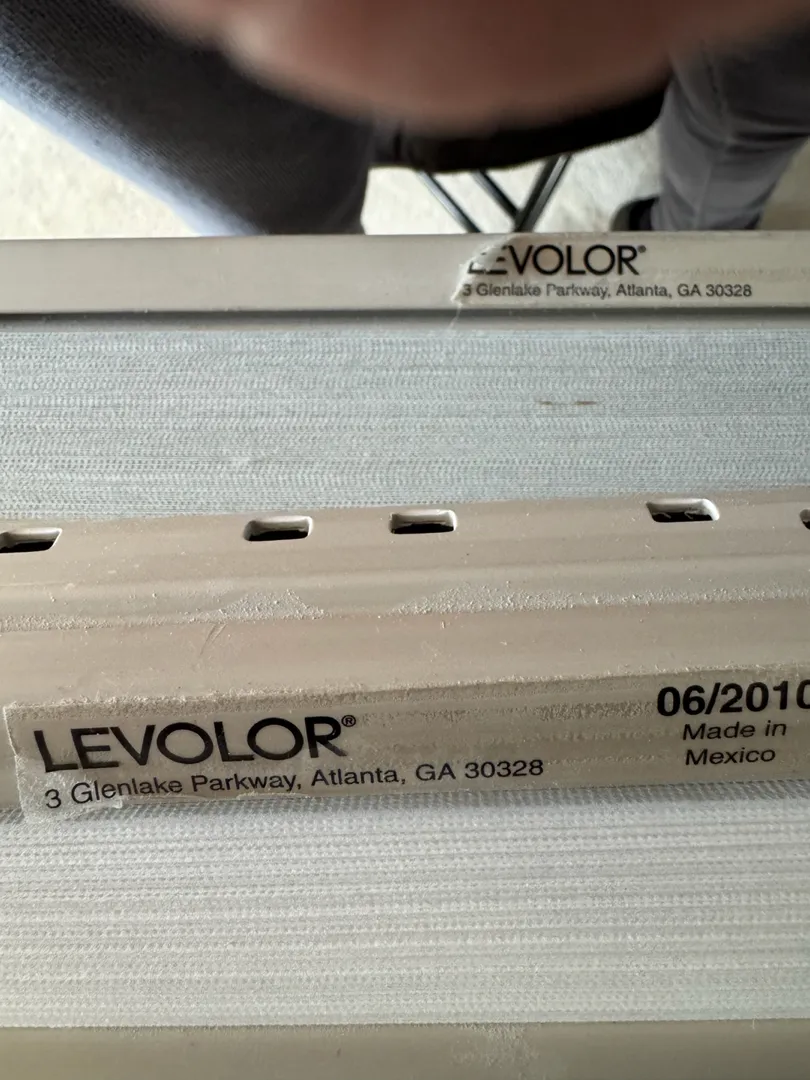 LEVOLOR®
3 Glenlake Parkway, Atlanta, GA 30328
LEVOLOR®
3 Glenlake Parkway, Atlanta, GA 30328
06/2010
Made in
Mexico